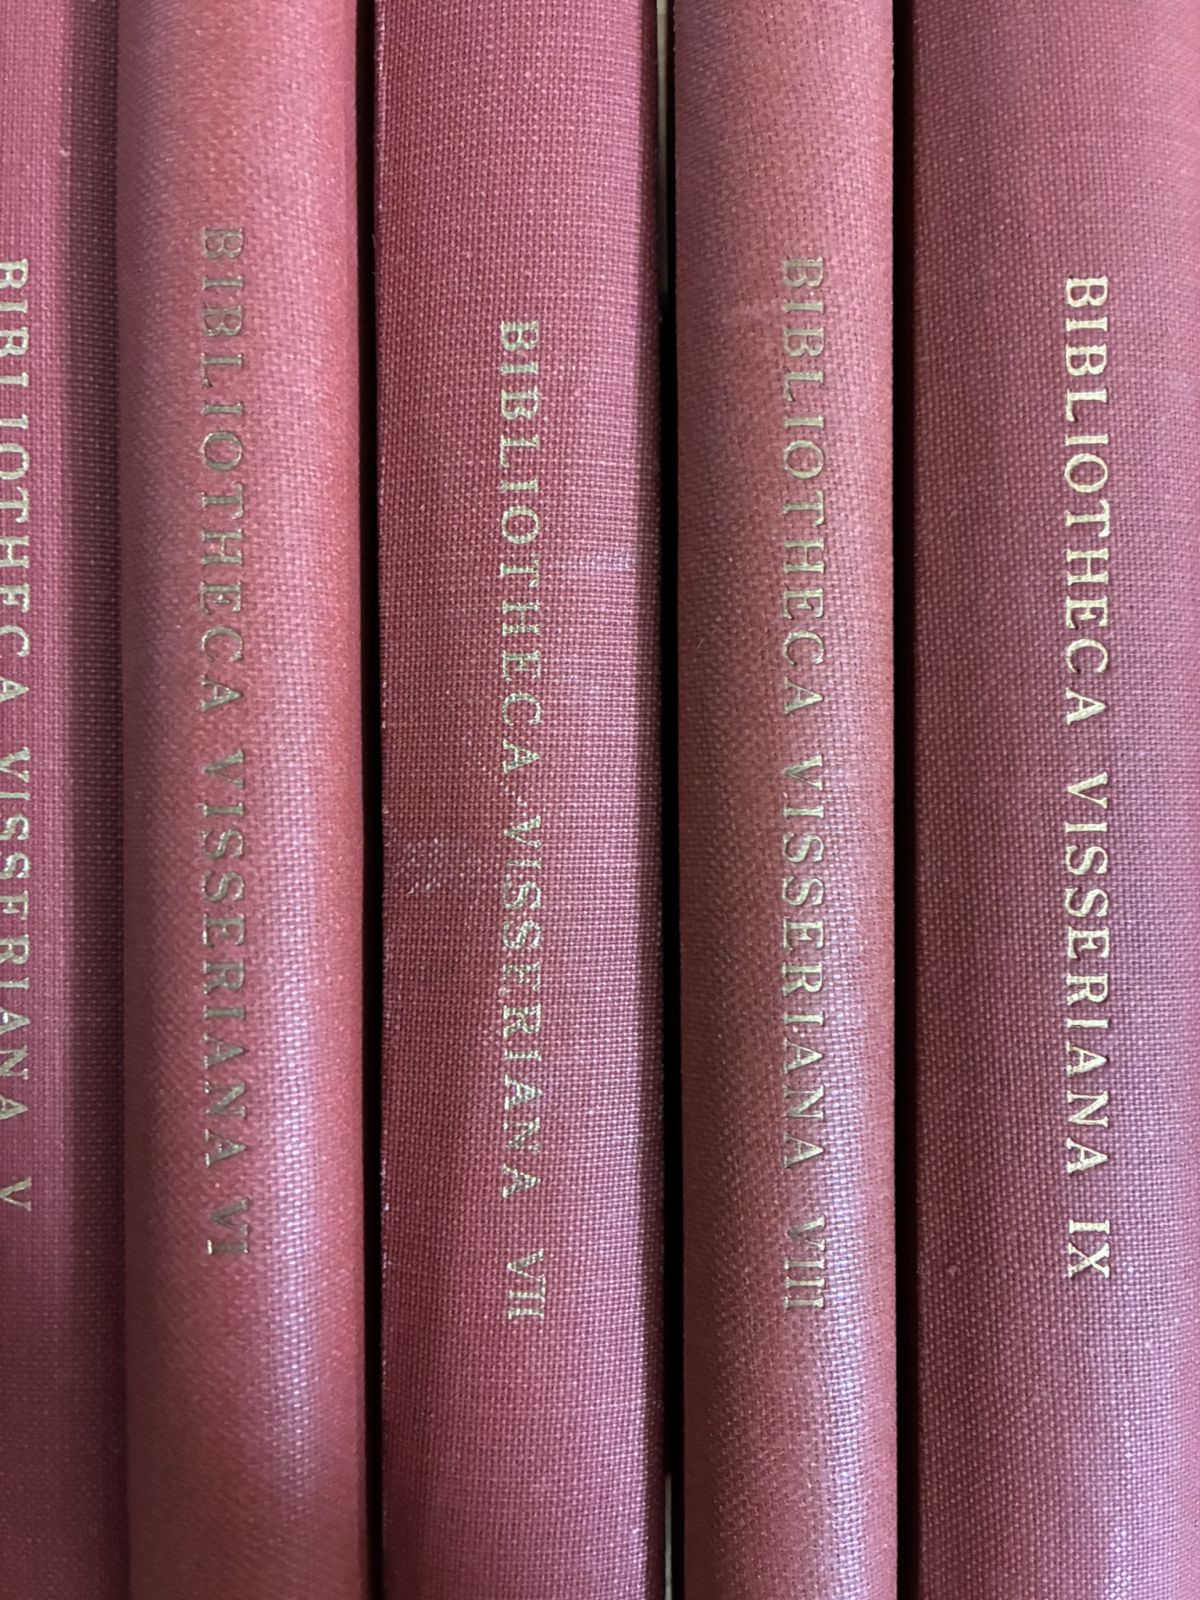 BIBLIOTHECA VISSERIANA V
BIBLIOTHECA VISSERIANA VI
BIBLIOTHECA VISSERIANA VII
BIBLIOTHECA VISSERIANA VIII
BIBLIOTHECA VISSERIANA IX